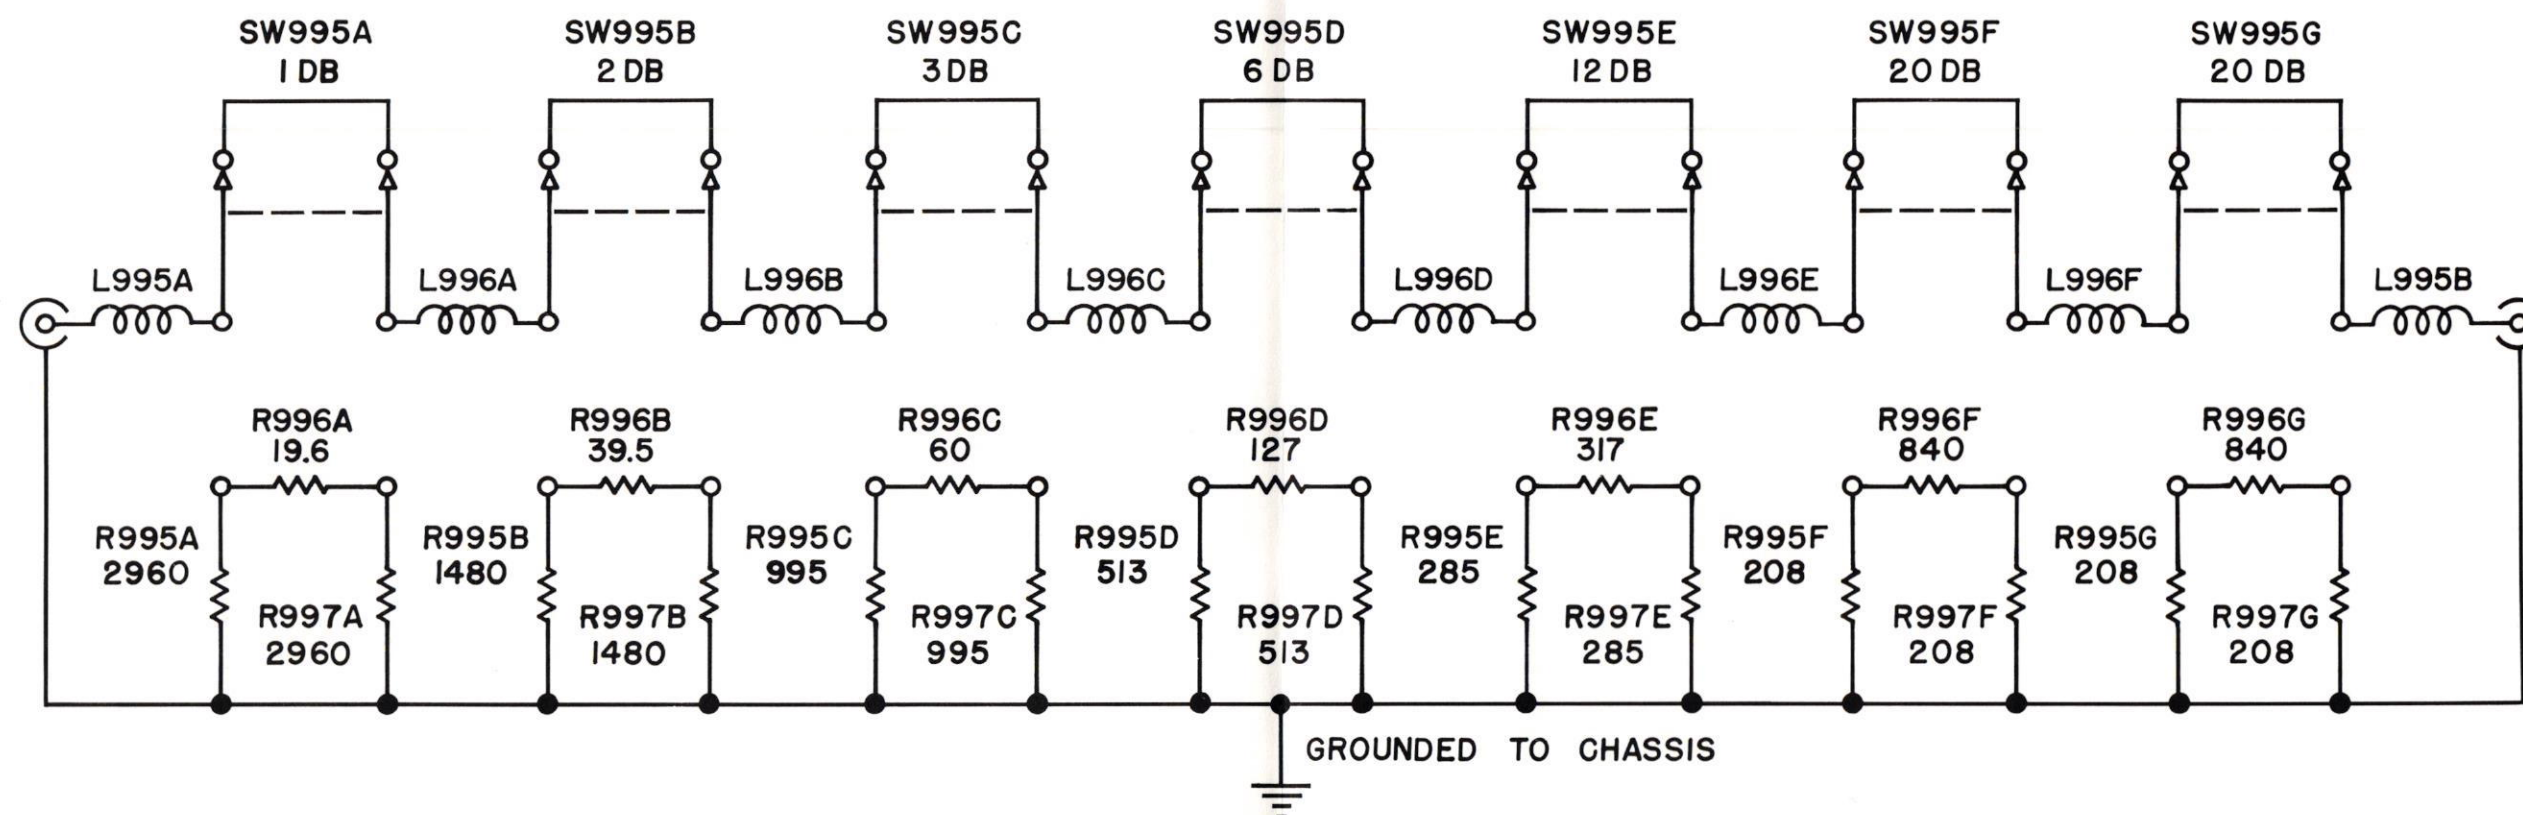 SW995A
1 DB
SW995B
2 DB
SW995C
3 DB
SW995D
6 DB
SW995E
12 DB
SW995F
20 DB
SW995G
20 DB
L995A
L996A
L996B
L996C
L996D
L996E
L996F
L995B
R996A
19.6
R996B
39.5
R996C
60
R996D
127
R996E
317
R996F
840
R996G
840
R995A
2960
R995B
1480
R995C
995
R995D
513
R995E
285
R995F
208
R995G
208
R997A
2960
R997B
1480
R997C
995
R997D
513
R997E
285
R997F
208
R997G
208
GROUNDED TO CHASSIS